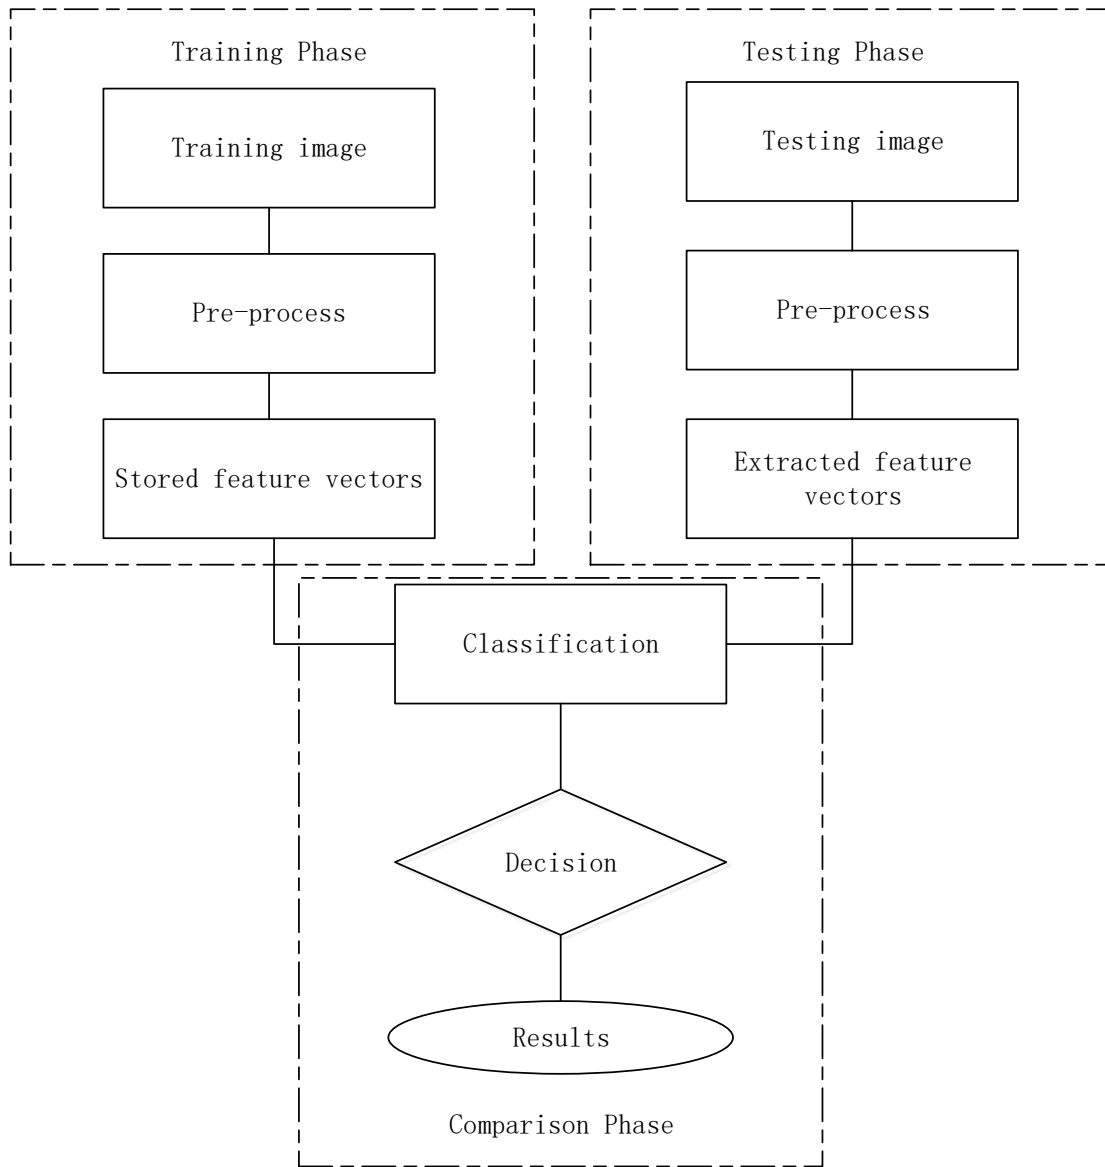 Training Phase
Training image
Pre-process
Stored feature vectors
Testing Phase
Testing image
Pre-process
Extracted feature
vectors
Classification
Decision
Results
Comparison Phase